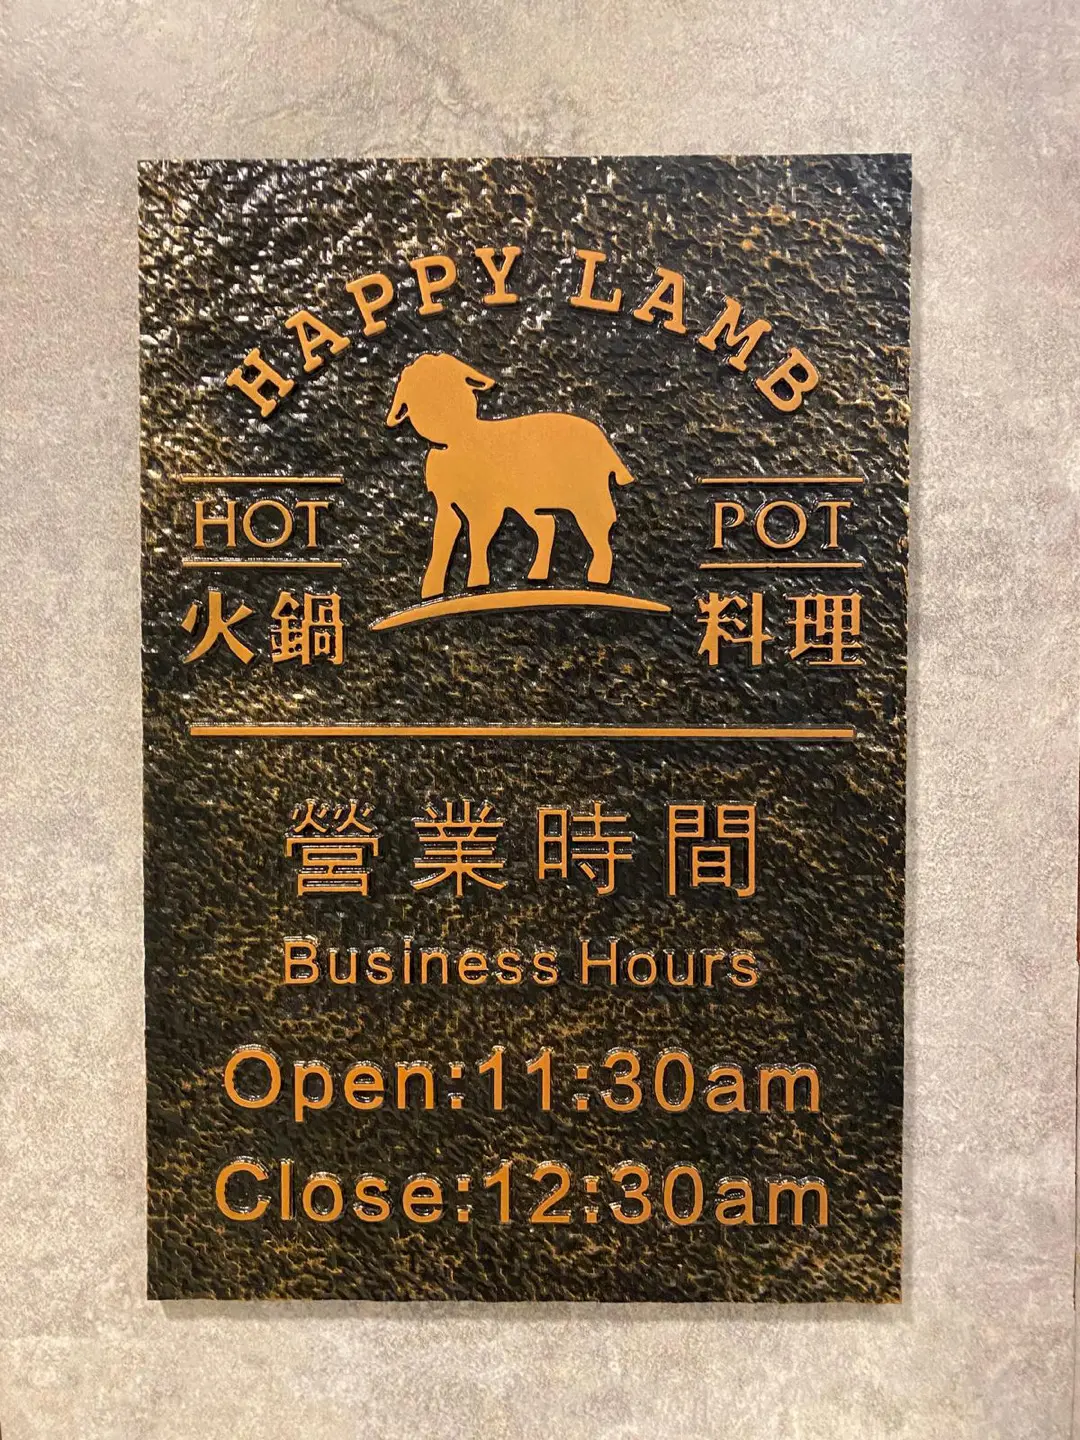 HAPPY LAMB
HOT POT
火鍋 料理
營業時間
Business Hours
Open:11:30am
Close:12:30am